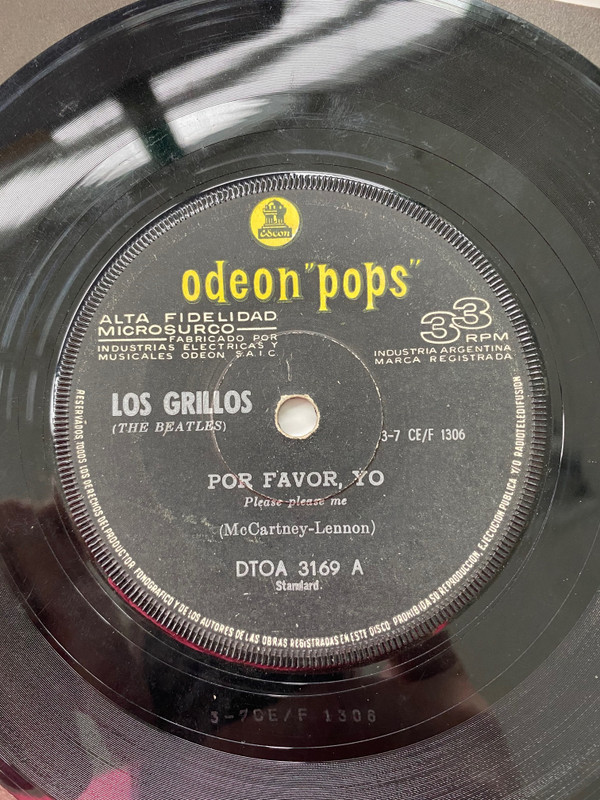 Odeon
odeon "pops"
ALTA FIDELIDAD
MICROSURCO
FABRICADO POR
INDUSTRIAS ELECTRICAS Y
MUSICALES ODEON S.A.I.C.
33
RPM
INDUSTRIA ARGENTINA
MARCA REGISTRADA
LOS GRILLOS
(THE BEATLES)
3-7 CE/F 1306
POR FAVOR, YO
Please please me
(McCartney-Lennon)
DTOA 3169 A
Standard.
RESERVADOS TODOS LOS DERECHOS DEL PRODUCTOR FONOGRAFICO Y DE LOS AUTORES DE LAS OBRAS REGISTRADAS EN ESTE DISCO. PROHIBIDA SU REPRODUCCION, EJECUCION PUBLICA Y/O RADIOTELEDIFUSION
3-7CE/F 1306